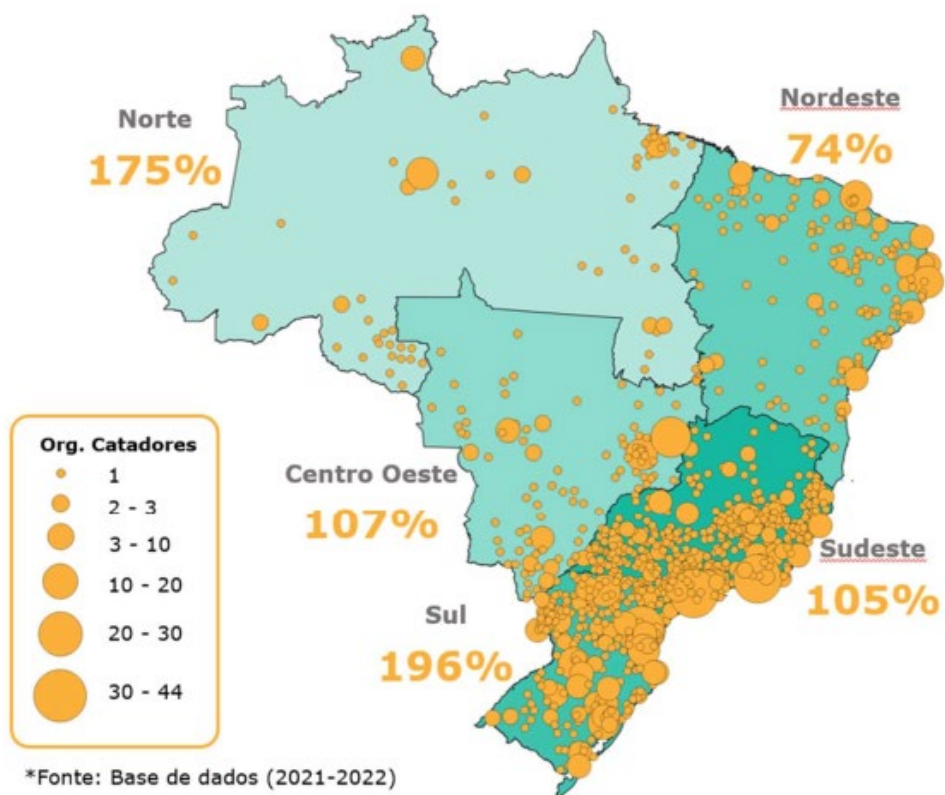 Norte
175%
Nordeste
74%
Centro Oeste
107%
Sudeste
105%
Sul
196%
Org. Catadores
1
2 - 3
3 - 10
10 - 20
20 - 30
30 - 44
*Fonte: Base de dados (2021-2022)